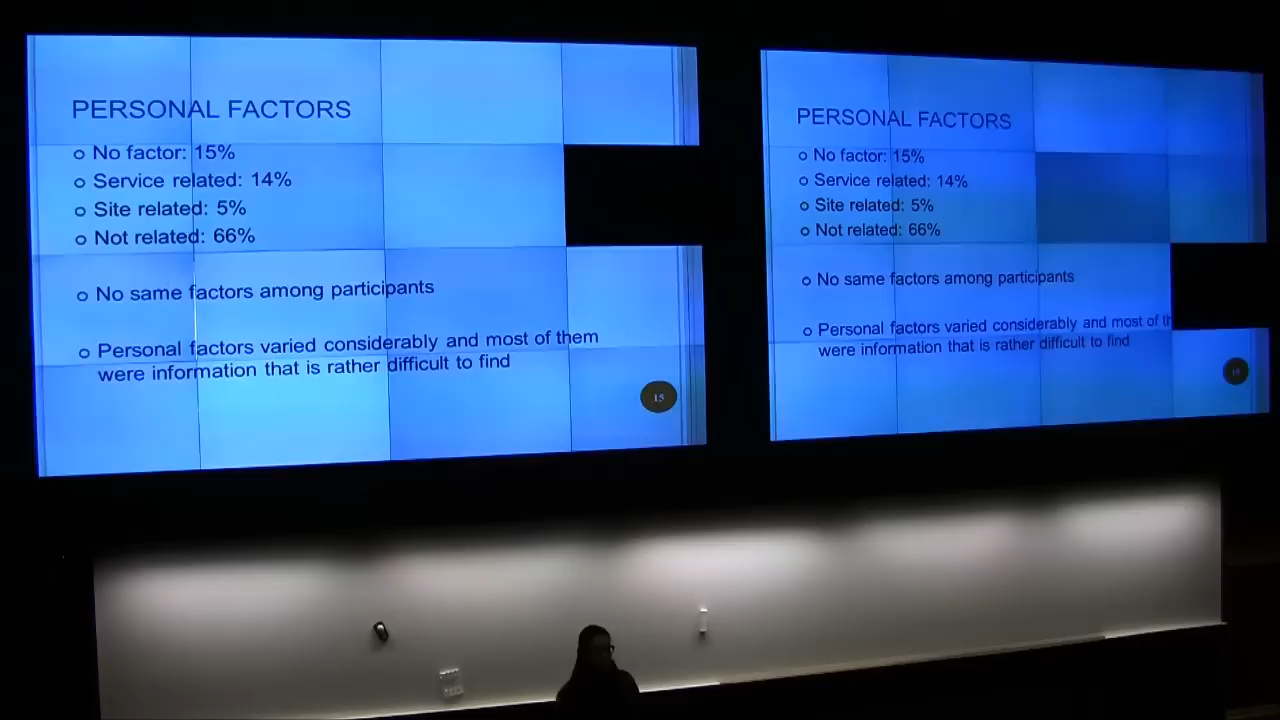 PERSONAL FACTORS
No factor: 15%
Service related: 14%
Site related: 5%
Not related: 66%
No same factors among participants
Personal factors varied considerably and most of them
were information that is rather difficult to find
15
PERSONAL FACTORS
No factor: 15%
Service related: 14%
Site related: 5%
Not related: 66%
No same factors among participants
Personal factors varied considerably and most of th
were information that is rather difficult to find
15